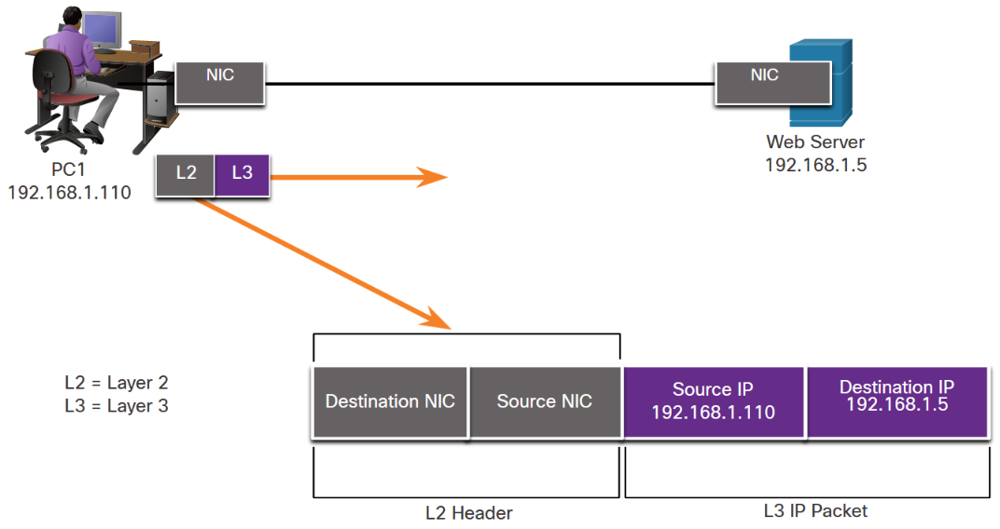 NIC
NIC
Web Server
192.168.1.5
PC1
192.168.1.110
L2
L3
L2 = Layer 2
L3 = Layer 3
Destination NIC
Source NIC
Source IP
192.168.1.110
Destination IP
192.168.1.5
L2 Header
L3 IP Packet